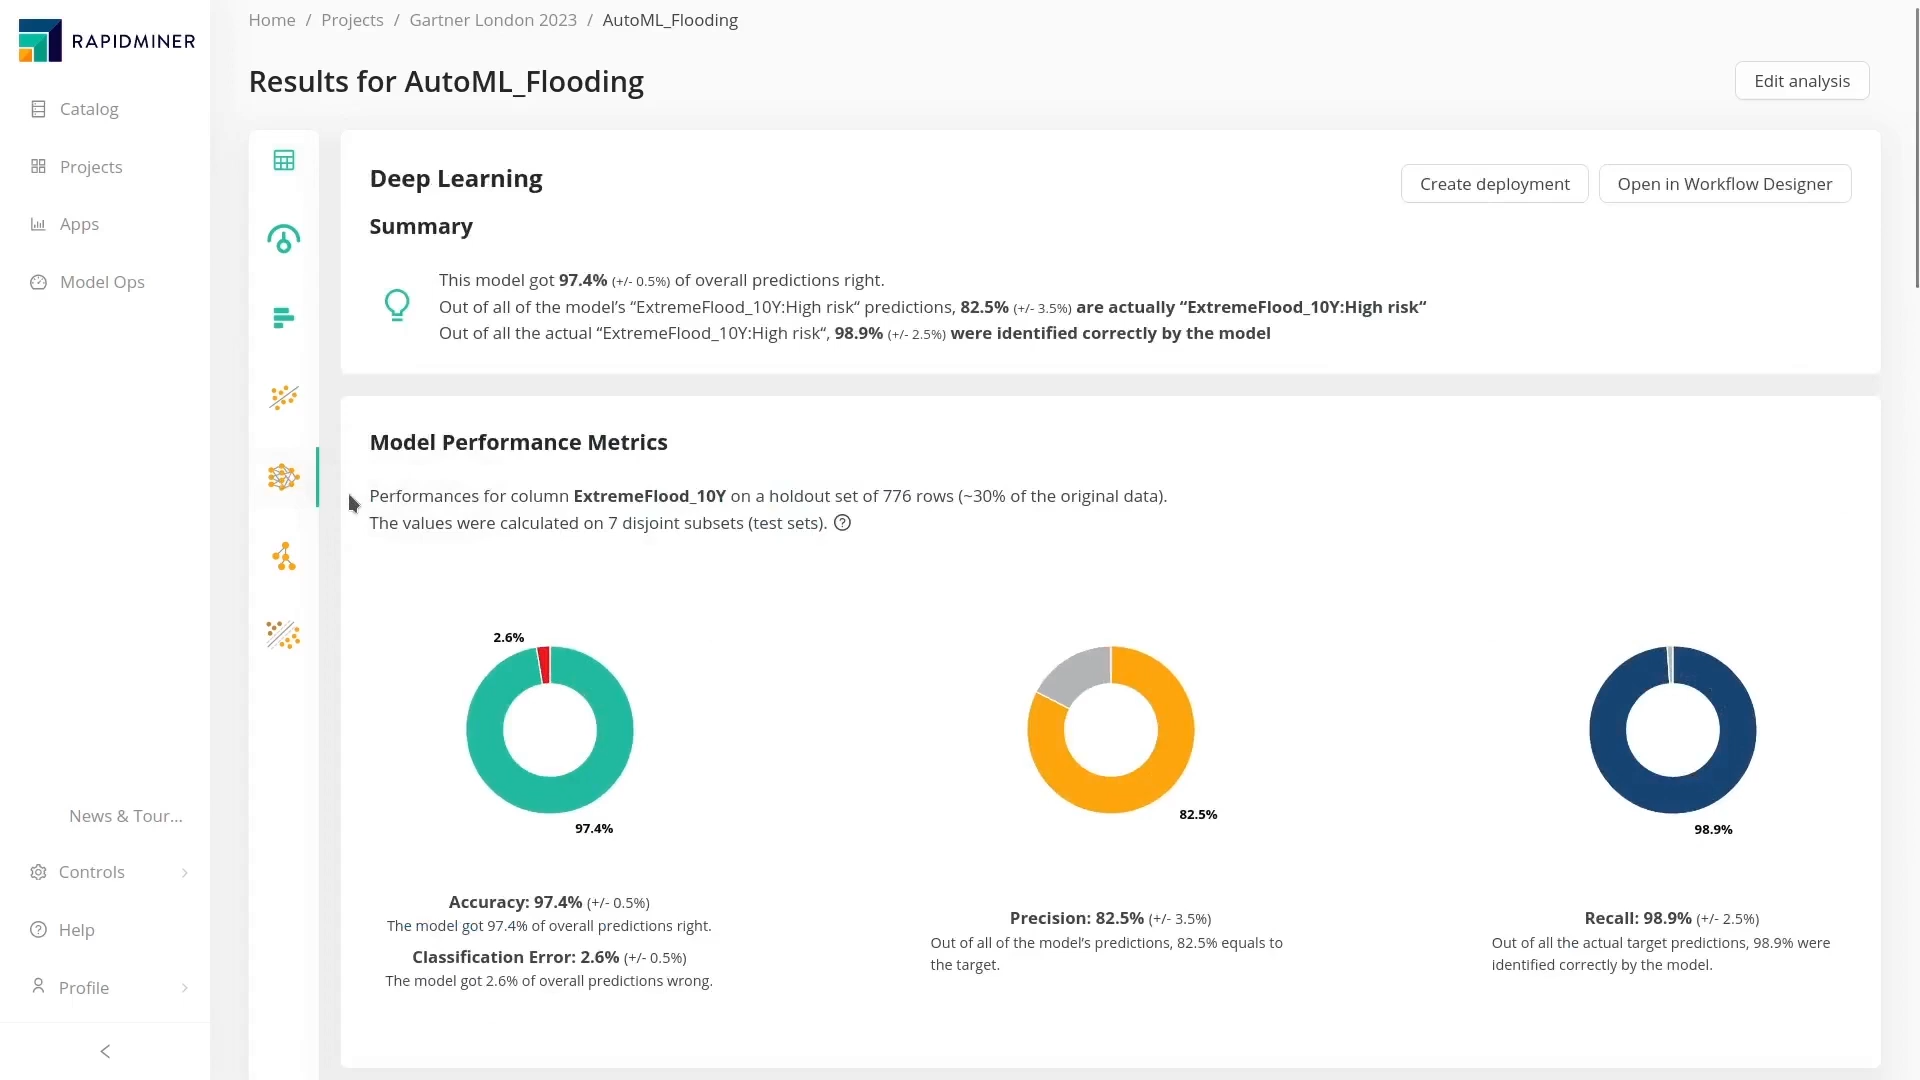 RAPIDMINER
Catalog
Projects
Apps
Model Ops
News & Tour...
Controls
Help
Profile
Home / Projects / Gartner London 2023 / AutoML_Flooding
Results for AutoML_Flooding
Edit analysis
Deep Learning
Create deployment
Open in Workflow Designer
Summary
This model got 97.4% (+/- 0.5%) of overall predictions right.
Out of all of the model’s “ExtremeFlood_10Y:High risk“ predictions, 82.5% (+/- 3.5%) are actually “ExtremeFlood_10Y:High risk“
Out of all the actual “ExtremeFlood_10Y:High risk“, 98.9% (+/- 2.5%) were identified correctly by the model
Model Performance Metrics
Performances for column ExtremeFlood_10Y on a holdout set of 776 rows (~30% of the original data).
The values were calculated on 7 disjoint subsets (test sets).
2.6%
97.4%
Accuracy: 97.4% (+/- 0.5%)
The model got 97.4% of overall predictions right.
Classification Error: 2.6% (+/- 0.5%)
The model got 2.6% of overall predictions wrong.
82.5%
Precision: 82.5% (+/- 3.5%)
Out of all of the model’s predictions, 82.5% equals to
the target.
98.9%
Recall: 98.9% (+/- 2.5%)
Out of all the actual target predictions, 98.9% were
identified correctly by the model.